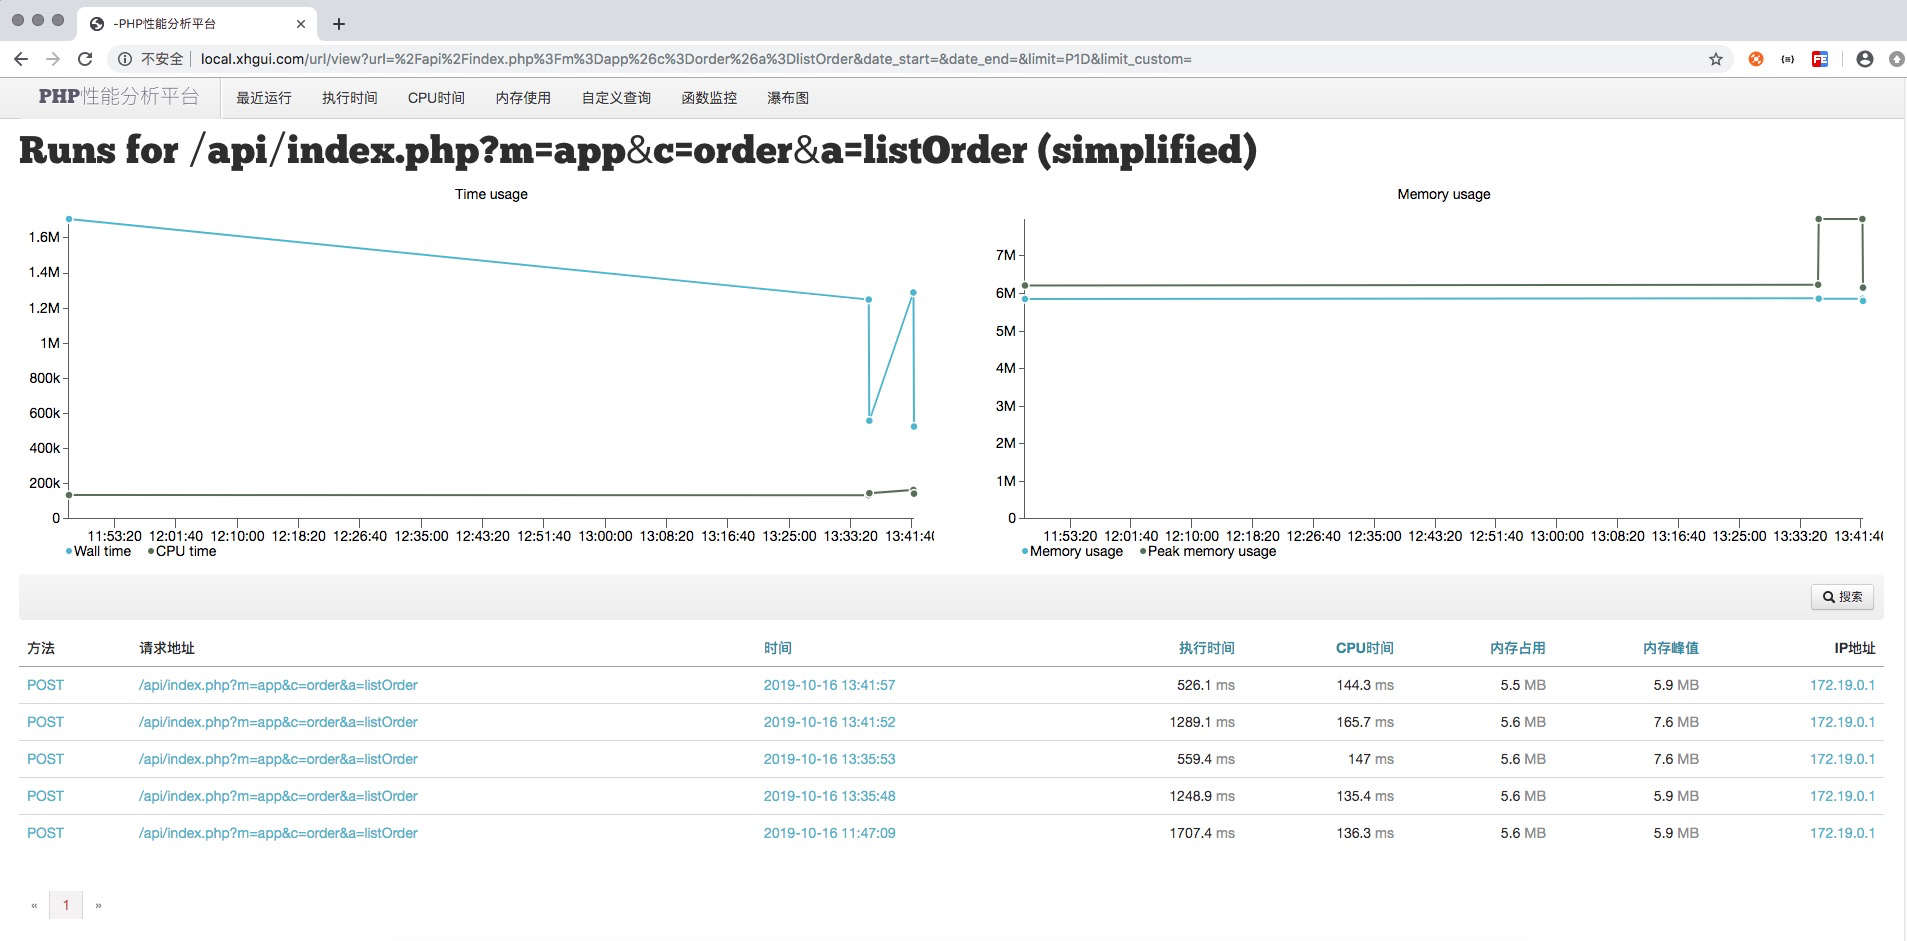 -PHP性能分析平台
不安全 local.xhgui.com/url/view?url=%2Fapi%2Findex.php%3Fm%3Dapp%26c%3Dorder%26a%3DlistOrder&date_start=&date_end=&limit=P1D&limit_custom=
PHP性能分析平台 最近运行 执行时间 CPU时间 内存使用 自定义查询 函数监控 瀑布图
Runs for /api/index.php?m=app&c=order&a=listOrder (simplified)
Time usage
1.6M
1.4M
1.2M
1M
800k
600k
400k
200k
0
11:53:20 12:01:40 12:10:00 12:18:20 12:26:40 12:35:00 12:43:20 12:51:40 13:00:00 13:08:20 13:16:40 13:25:00 13:33:20 13:41:40
Wall time CPU time
Memory usage
7M
6M
5M
4M
3M
2M
1M
0
11:53:20 12:01:40 12:10:00 12:18:20 12:26:40 12:35:00 12:43:20 12:51:40 13:00:00 13:08:20 13:16:40 13:25:00 13:33:20 13:41:40
Memory usage Peak memory usage
搜索
方法 请求地址 时间 执行时间 CPU时间 内存占用 内存峰值 IP地址
POST /api/index.php?m=app&c=order&a=listOrder 2019-10-16 13:41:57 526.1 ms 144.3 ms 5.5 MB 5.9 MB 172.19.0.1
POST /api/index.php?m=app&c=order&a=listOrder 2019-10-16 13:41:52 1289.1 ms 165.7 ms 5.6 MB 7.6 MB 172.19.0.1
POST /api/index.php?m=app&c=order&a=listOrder 2019-10-16 13:35:53 559.4 ms 147 ms 5.6 MB 7.6 MB 172.19.0.1
POST /api/index.php?m=app&c=order&a=listOrder 2019-10-16 13:35:48 1248.9 ms 135.4 ms 5.6 MB 5.9 MB 172.19.0.1
POST /api/index.php?m=app&c=order&a=listOrder 2019-10-16 11:47:09 1707.4 ms 136.3 ms 5.6 MB 5.9 MB 172.19.0.1
« 1 »